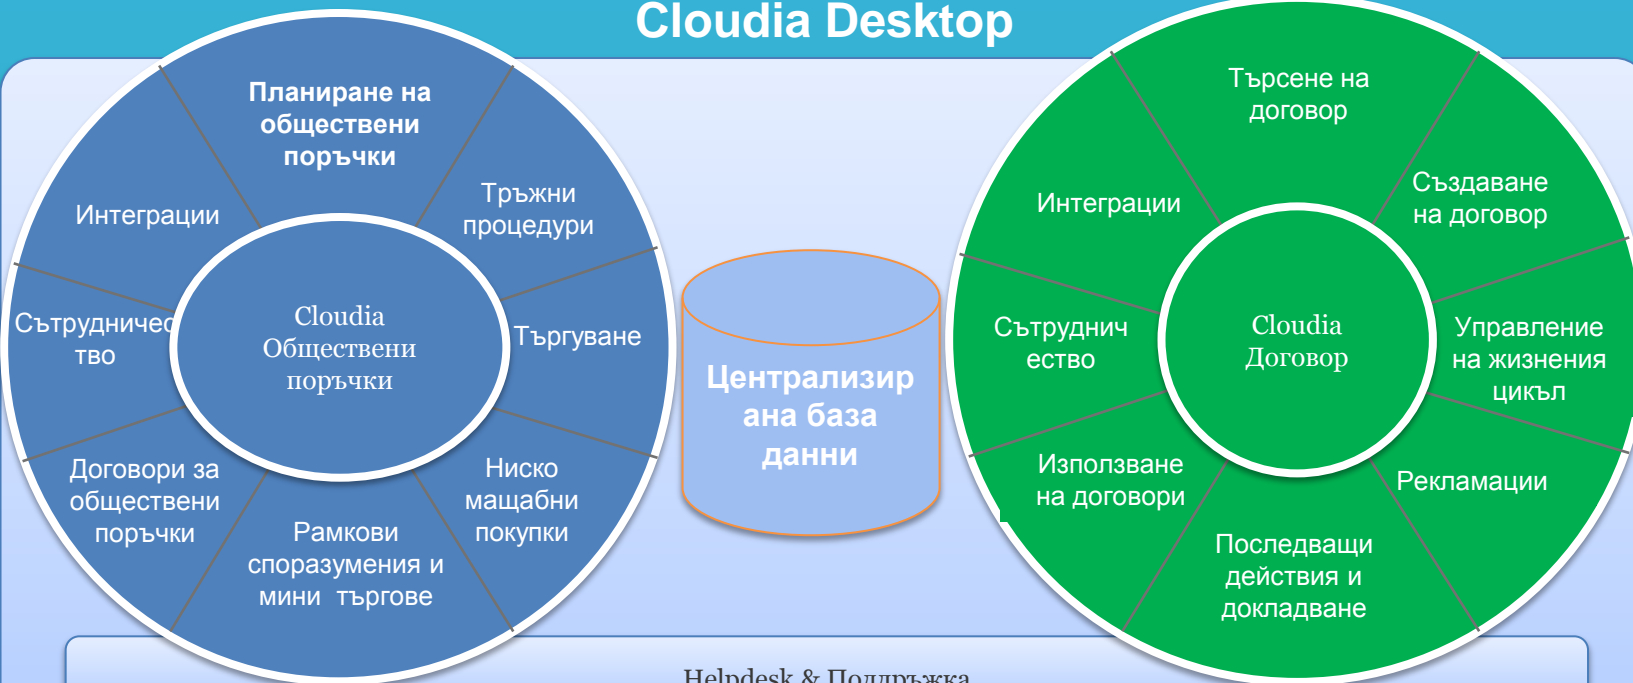 Cloudia Desktop
Планиране на
обществени
поръчки
Тръжни
процедури
Търгуване
Ниско
мащабни
покупки
Рамкови
споразумения и
мини търгове
Договори за
обществени
поръчки
Сътрудничес
тво
Интеграции
Cloudia
Обществени
поръчки
Централизир
ана база
данни
Търсене на
договор
Създаване
на договор
Управление
на жизнения
цикъл
Рекламации
Последващи
действия и
докладване
Използване
на договори
Сътруднич
ество
Интеграции
Cloudia
Договор
Helpdesk & Поддръжка